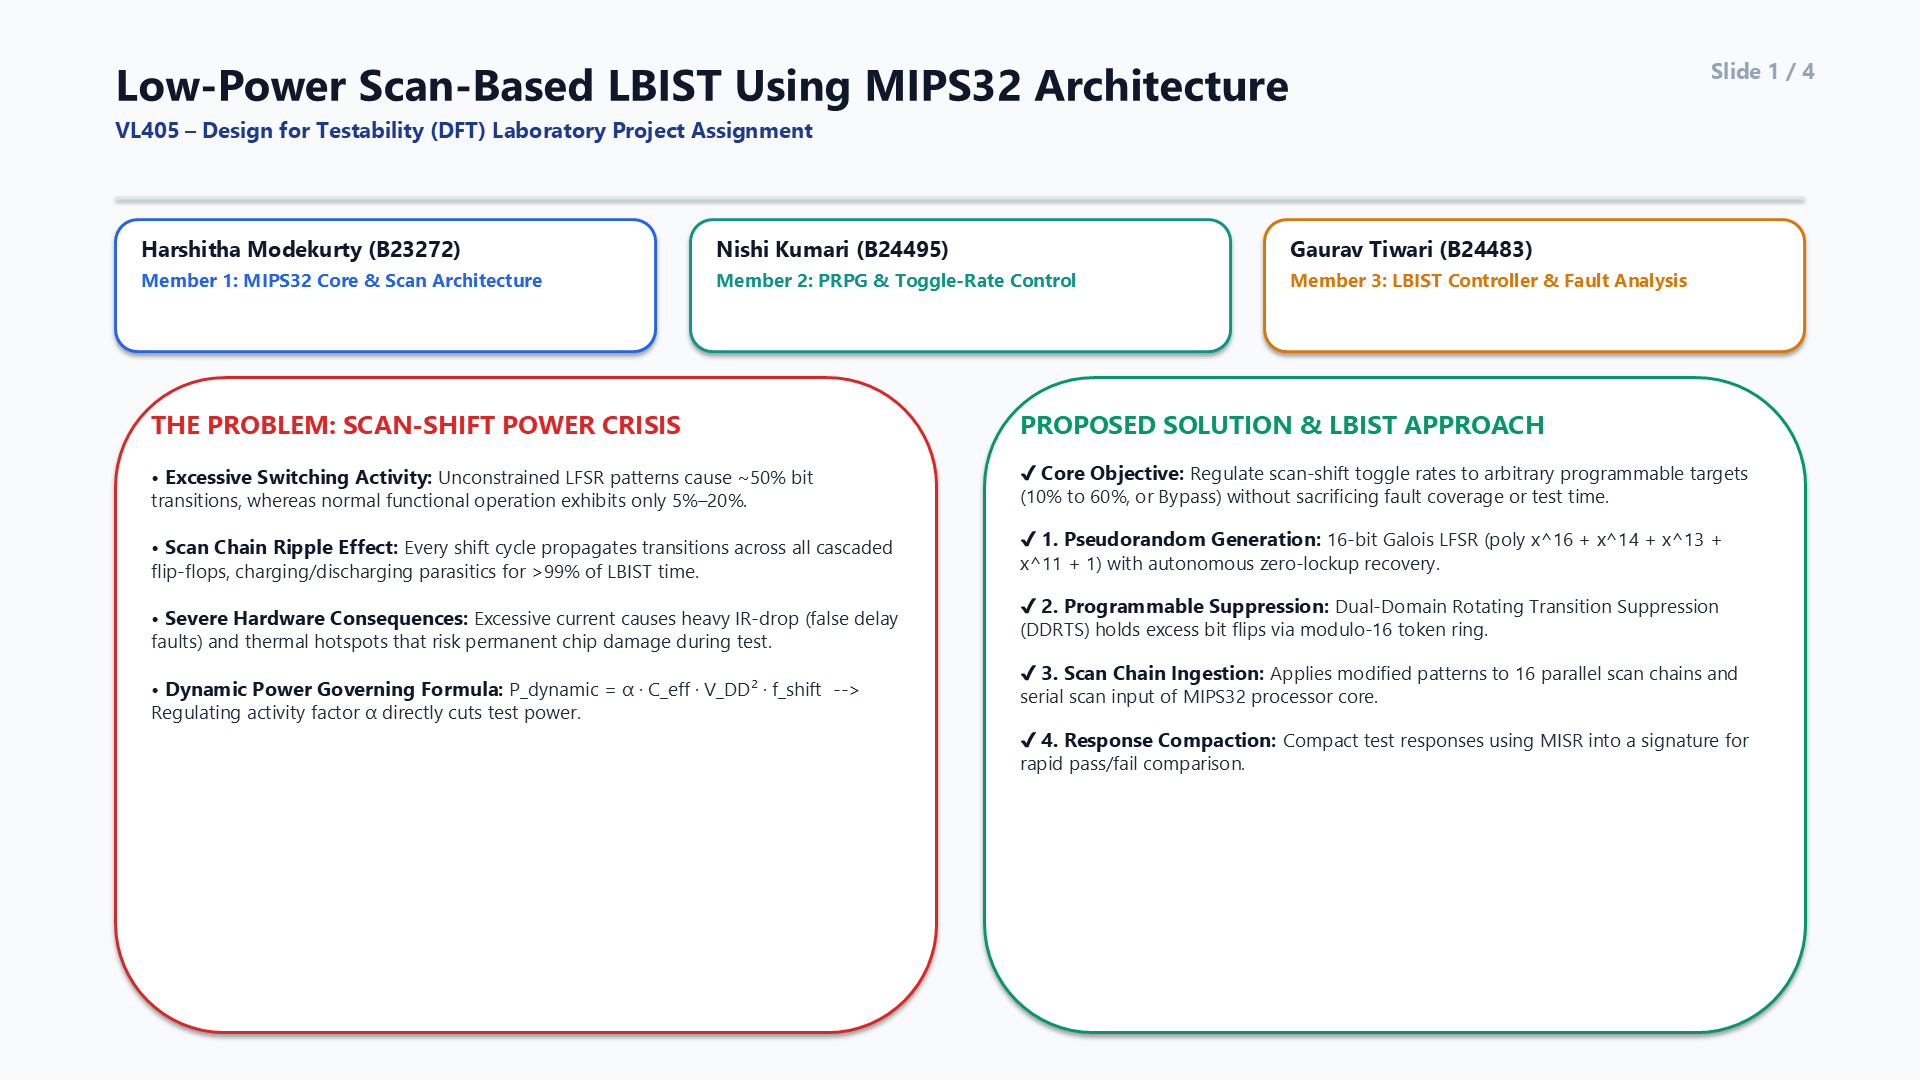 Low-Power Scan-Based LBIST Using MIPS32 Architecture
Slide 1 / 4
VL405 – Design for Testability (DFT) Laboratory Project Assignment
Harshitha Modekurty (B23272)
Member 1: MIPS32 Core & Scan Architecture
Nishi Kumari (B24495)
Member 2: PRPG & Toggle-Rate Control
Gaurav Tiwari (B24483)
Member 3: LBIST Controller & Fault Analysis
THE PROBLEM: SCAN-SHIFT POWER CRISIS
• Excessive Switching Activity: Unconstrained LFSR patterns cause ~50% bit
transitions, whereas normal functional operation exhibits only 5%–20%.
• Scan Chain Ripple Effect: Every shift cycle propagates transitions across all cascaded
flip-flops, charging/discharging parasitics for >99% of LBIST time.
• Severe Hardware Consequences: Excessive current causes heavy IR-drop (false delay
faults) and thermal hotspots that risk permanent chip damage during test.
• Dynamic Power Governing Formula: P_dynamic = α · C_eff · V_DD² · f_shift  -->
Regulating activity factor α directly cuts test power.
PROPOSED SOLUTION & LBIST APPROACH
✓ Core Objective: Regulate scan-shift toggle rates to arbitrary programmable targets
(10% to 60%, or Bypass) without sacrificing fault coverage or test time.
✓ 1. Pseudorandom Generation: 16-bit Galois LFSR (poly x^16 + x^14 + x^13 +
x^11 + 1) with autonomous zero-lockup recovery.
✓ 2. Programmable Suppression: Dual-Domain Rotating Transition Suppression
(DDRTS) holds excess bit flips via modulo-16 token ring.
✓ 3. Scan Chain Ingestion: Applies modified patterns to 16 parallel scan chains and
serial scan input of MIPS32 processor core.
✓ 4. Response Compaction: Compact test responses using MISR into a signature for
rapid pass/fail comparison.